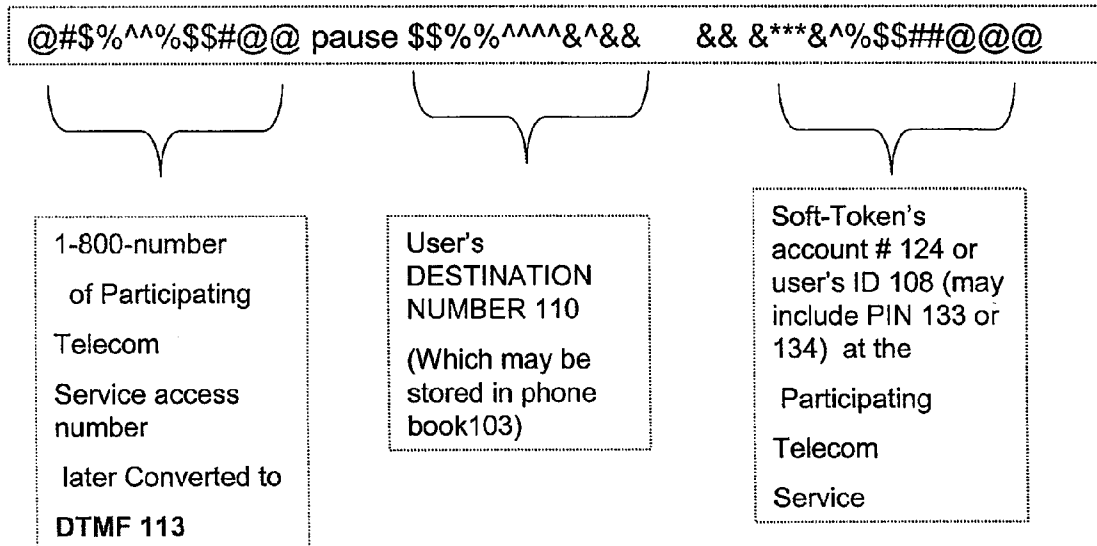 @#$%^^%$$#@@ pause $$%%^^^^&^&& && &***&^%$$##@@@
1-800-number
of Participating
Telecom
Service access
number
later Converted to
DTMF 113
User's
DESTINATION
NUMBER 110
(Which may be
stored in phone
book103)
Soft-Token's
account # 124 or
user's ID 108 (may
include PIN 133 or
134) at the
Participating
Telecom
Service